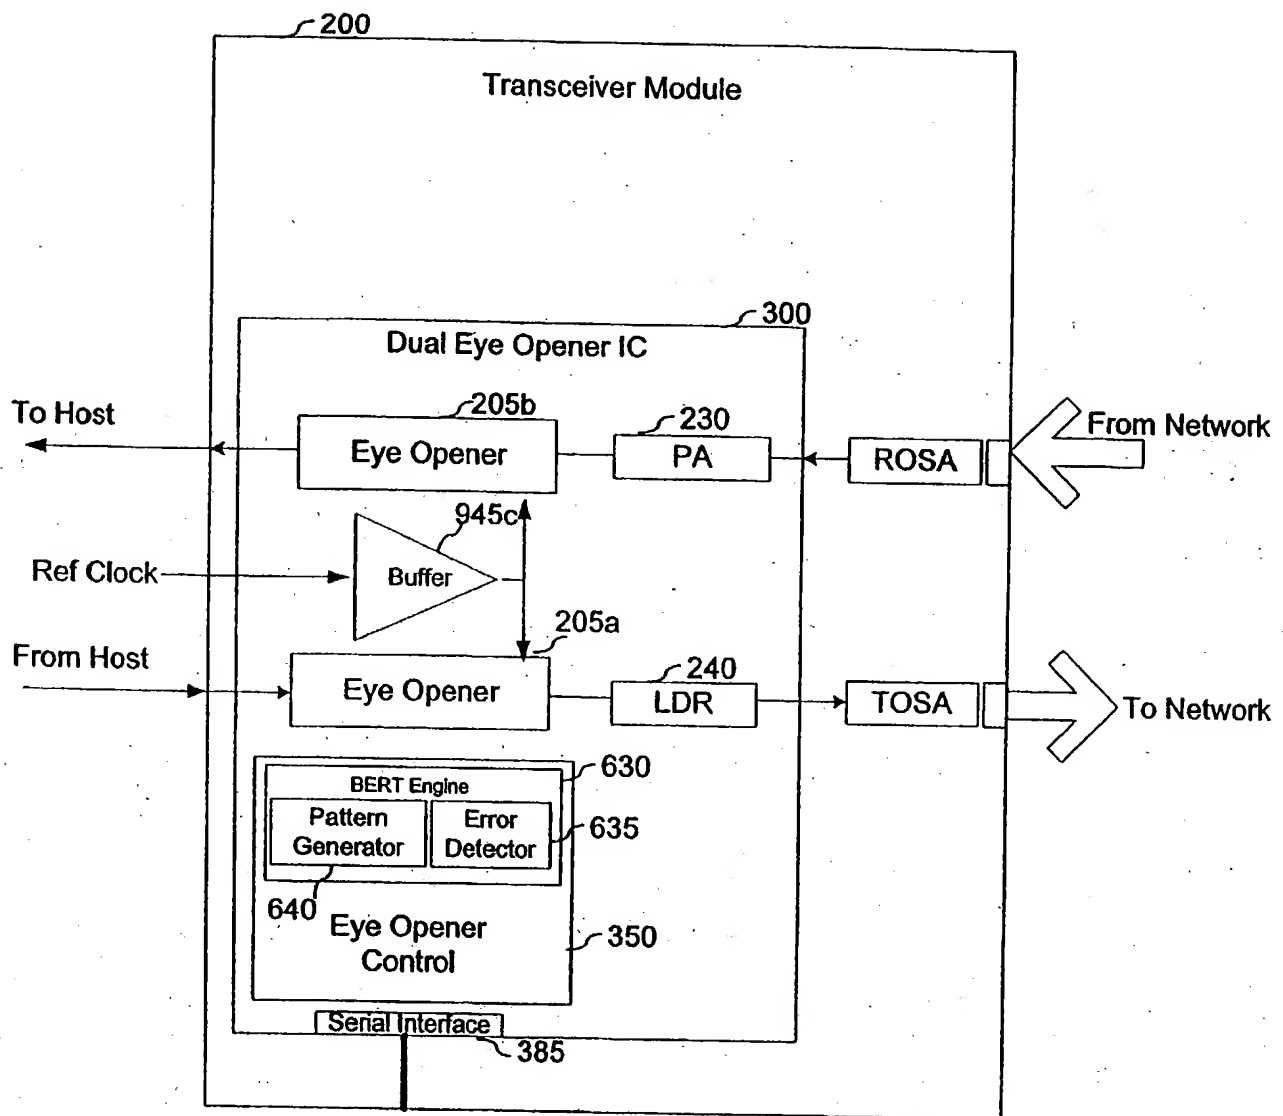 200
Transceiver Module
300
Dual Eye Opener IC
To Host
205b
Eye Opener
230
PA
ROSA
From Network
945c
Ref Clock
Buffer
205a
From Host
Eye Opener
240
LDR
TOSA
To Network
630
BERT Engine
Pattern
Generator
Error
Detector
635
640
Eye Opener
Control
350
Serial Interface
385